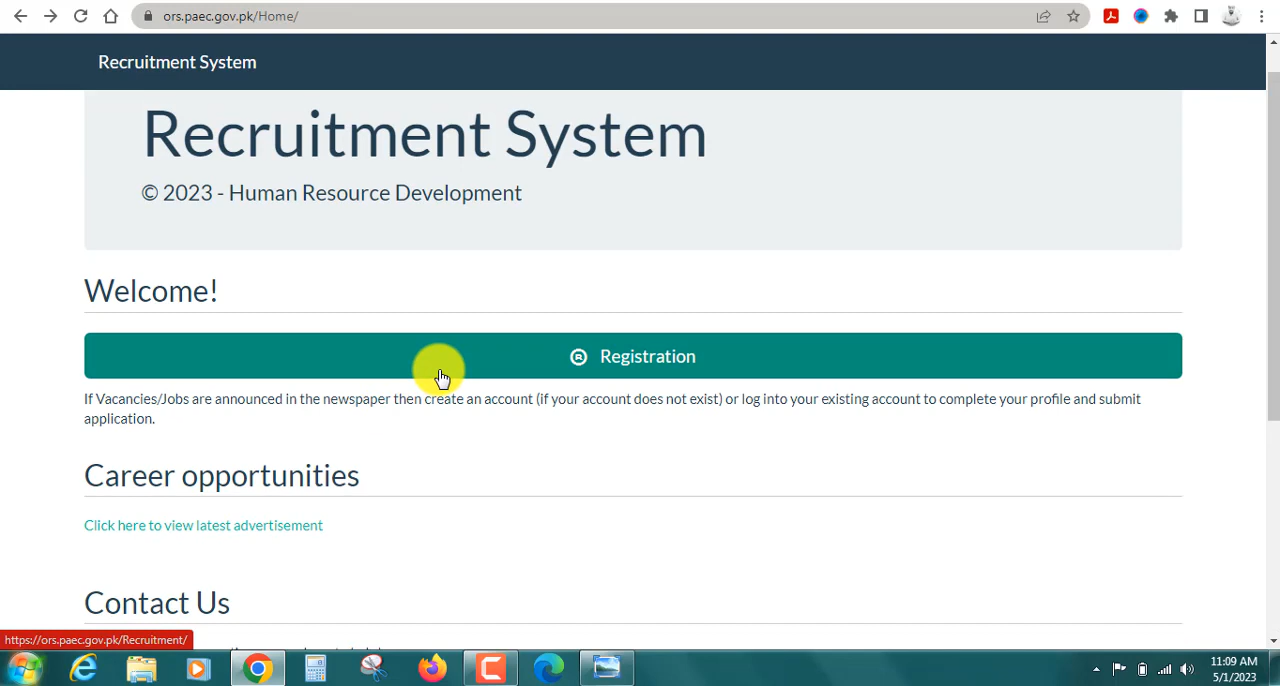 ors.paec.gov.pk/Home/
Recruitment System
Recruitment System
© 2023 - Human Resource Development
Welcome!
Registration
If Vacancies/Jobs are announced in the newspaper then create an account (if your account does not exist) or log into your existing account to complete your profile and submit
application.
Career opportunities
Click here to view latest advertisement
Contact Us
https://ors.paec.gov.pk/Recruitment/
11:09 AM
5/1/2023